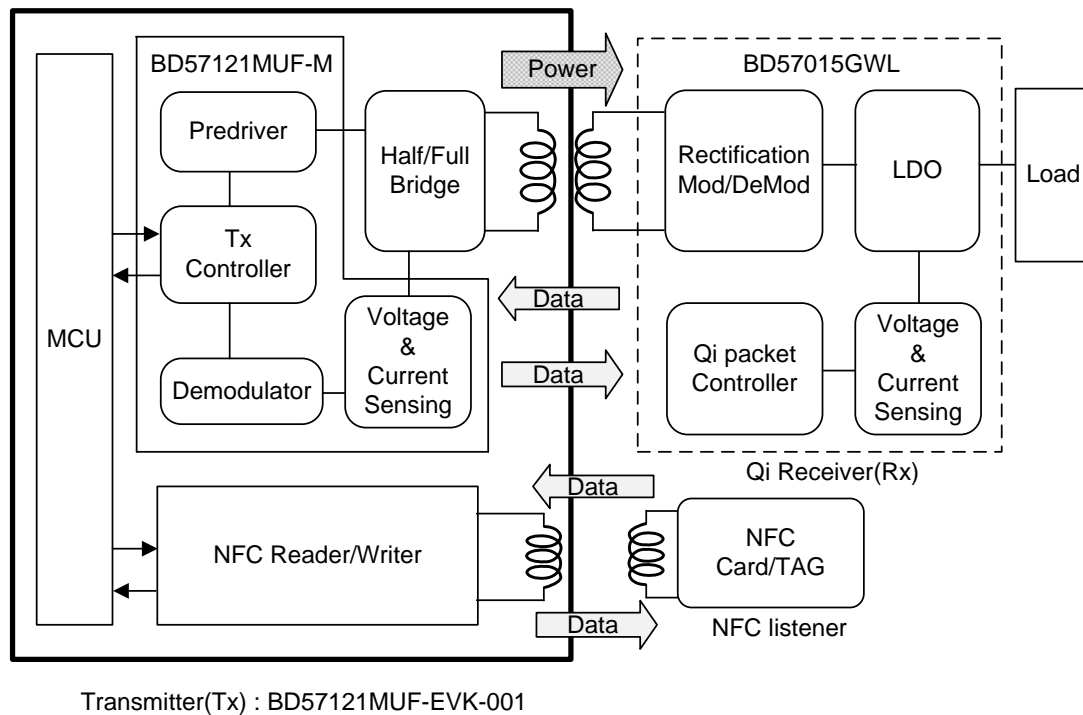 BD57121MUF-M
Power
BD57015GWL
Predriver
Half/Full
Bridge
Rectification
Mod/DeMod
LDO
Load
Tx
Controller
MCU
Data
Voltage
&
Current
Sensing
Data
Demodulator
Qi packet
Controller
Voltage
&
Current
Sensing
Qi Receiver(Rx)
Data
NFC Reader/Writer
NFC
Card/TAG
Data
NFC listener
Transmitter(Tx) : BD57121MUF-EVK-001